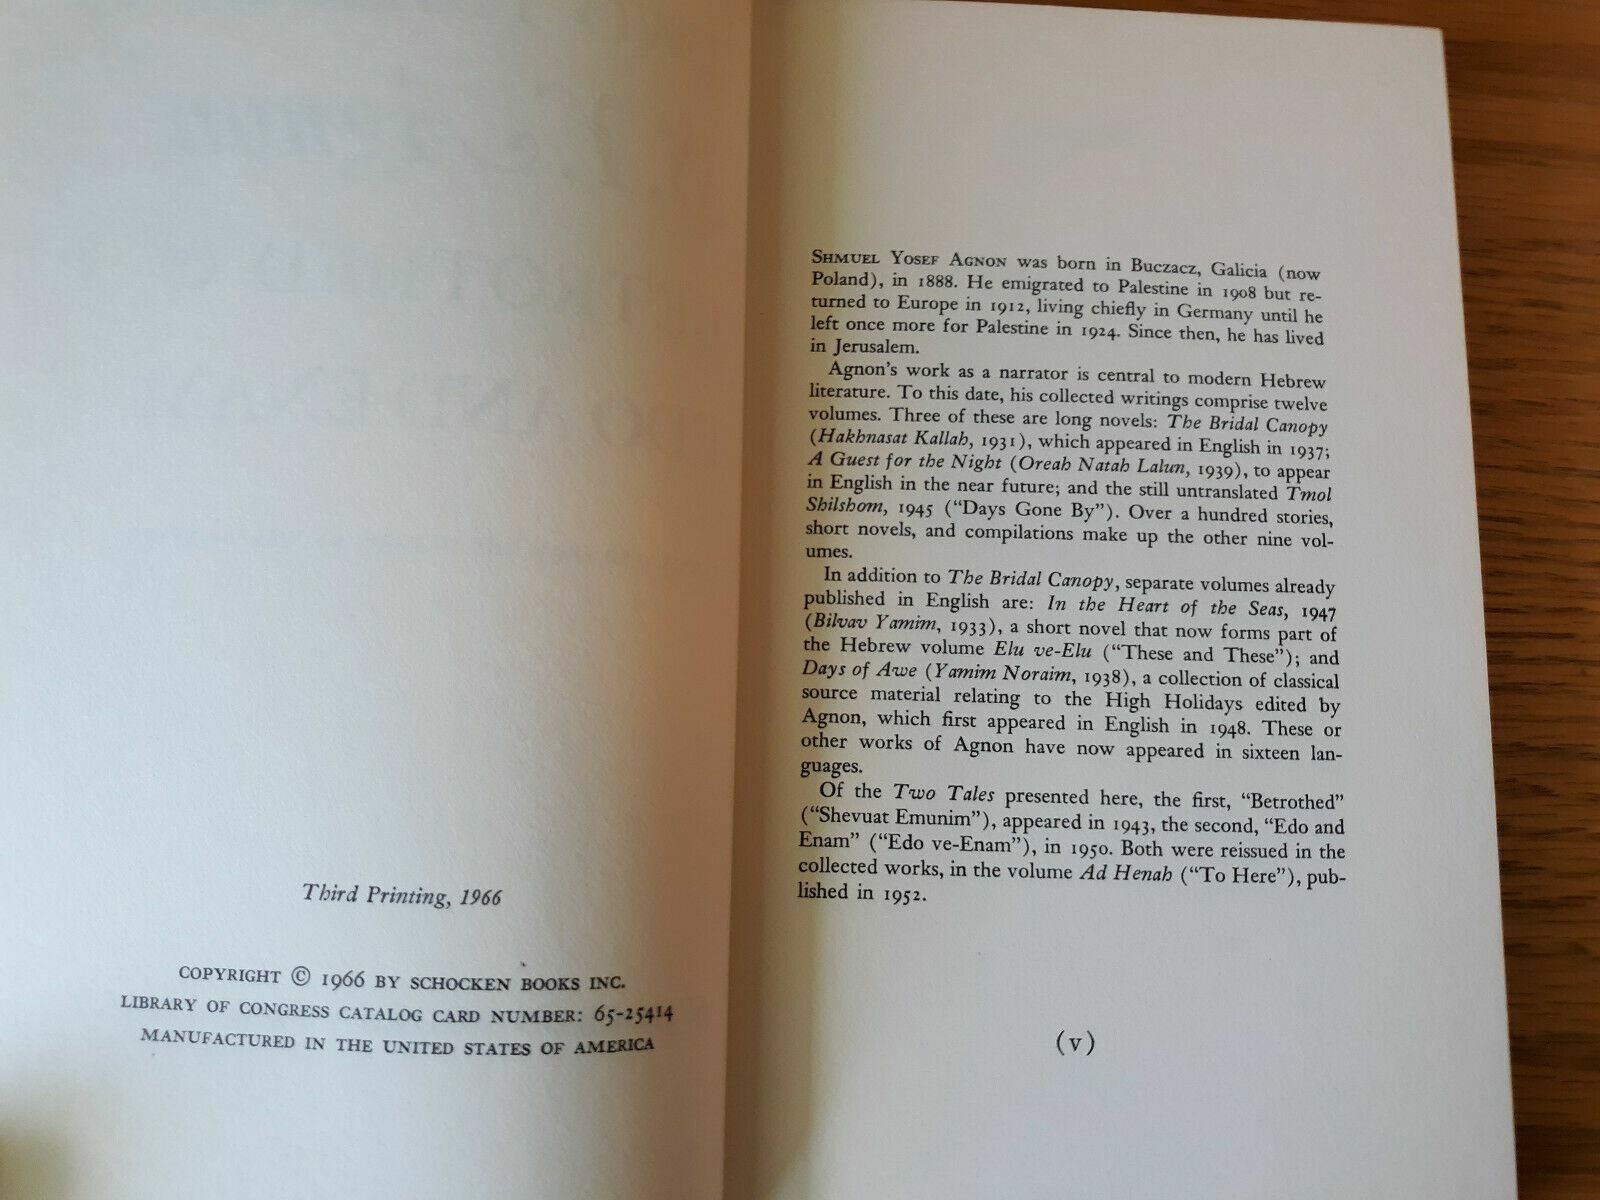 Third Printing, 1966
COPYRIGHT © 1966 BY SCHOCKEN BOOKS INC.
LIBRARY OF CONGRESS CATALOG CARD NUMBER: 65-25414
MANUFACTURED IN THE UNITED STATES OF AMERICA
SHMUEL YOSEF AGNON was born in Buczacz, Galicia (now
Poland), in 1888. He emigrated to Palestine in 1908 but re-
turned to Europe in 1912, living chiefly in Germany until he
left once more for Palestine in 1924. Since then, he has lived
in Jerusalem.
Agnon's work as a narrator is central to modern Hebrew
literature. To this date, his collected writings comprise twelve
volumes. Three of these are long novels: The Bridal Canopy
(Hakhnasat Kallah, 1931), which appeared in English in 1937;
A Guest for the Night (Oreah Natah Lalun, 1939), to appear
in English in the near future; and the still untranslated Tmol
Shilshom, 1945 ("Days Gone By"). Over a hundred stories,
short novels, and compilations make up the other nine vol-
umes.
In addition to The Bridal Canopy, separate volumes already
published in English are: In the Heart of the Seas, 1947
(Bilvav Yamim, 1933), a short novel that now forms part of
the Hebrew volume Elu ve-Elu ("These and These"); and
Days of Awe (Yamim Noraim, 1938), a collection of classical
source material relating to the High Holidays edited by
Agnon, which first appeared in English in 1948. These or
other works of Agnon have now appeared in sixteen lan-
guages.
Of the Two Tales presented here, the first, "Betrothed"
("Shevuat Emunim"), appeared in 1943, the second, "Edo and
Enam" ("Edo ve-Enam"), in 1950. Both were reissued in the
collected works, in the volume Ad Henah ("To Here"), pub-
lished in 1952.
(v)